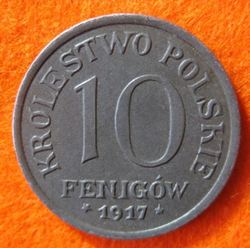 KRÓLESTWO POLSKIE
10
FENIGÓW
* 1917 *